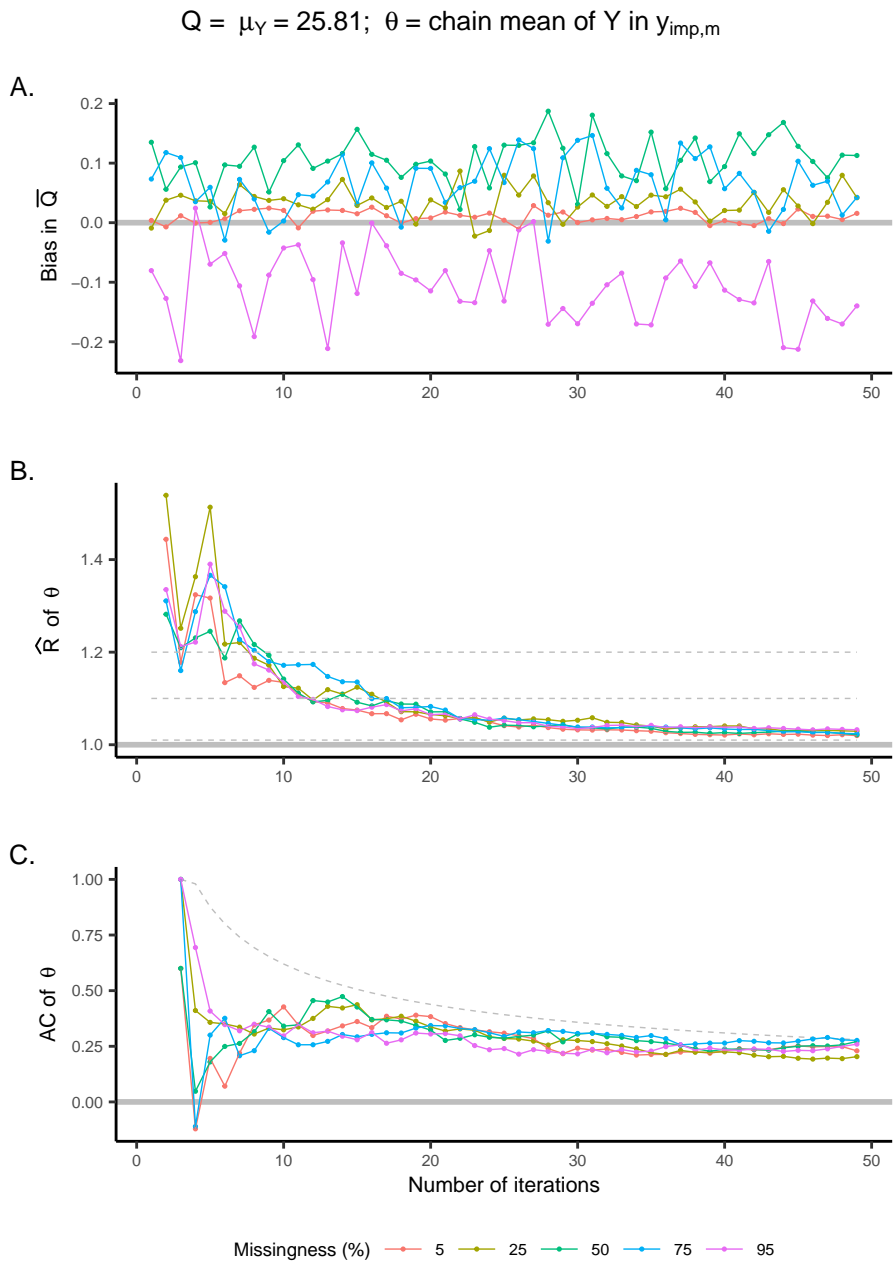 Q = μY = 25.81; θ = chain mean of Y in yimp,m
A.
Bias in Q̅
0.2
0.1
0.0
−0.1
−0.2
0 10 20 30 40 50
B.
R̂ of θ
1.4
1.2
1.0
0 10 20 30 40 50
C.
AC of θ
1.00
0.75
0.50
0.25
0.00
0 10 20 30 40 50
Number of iterations
Missingness (%) 5 25 50 75 95